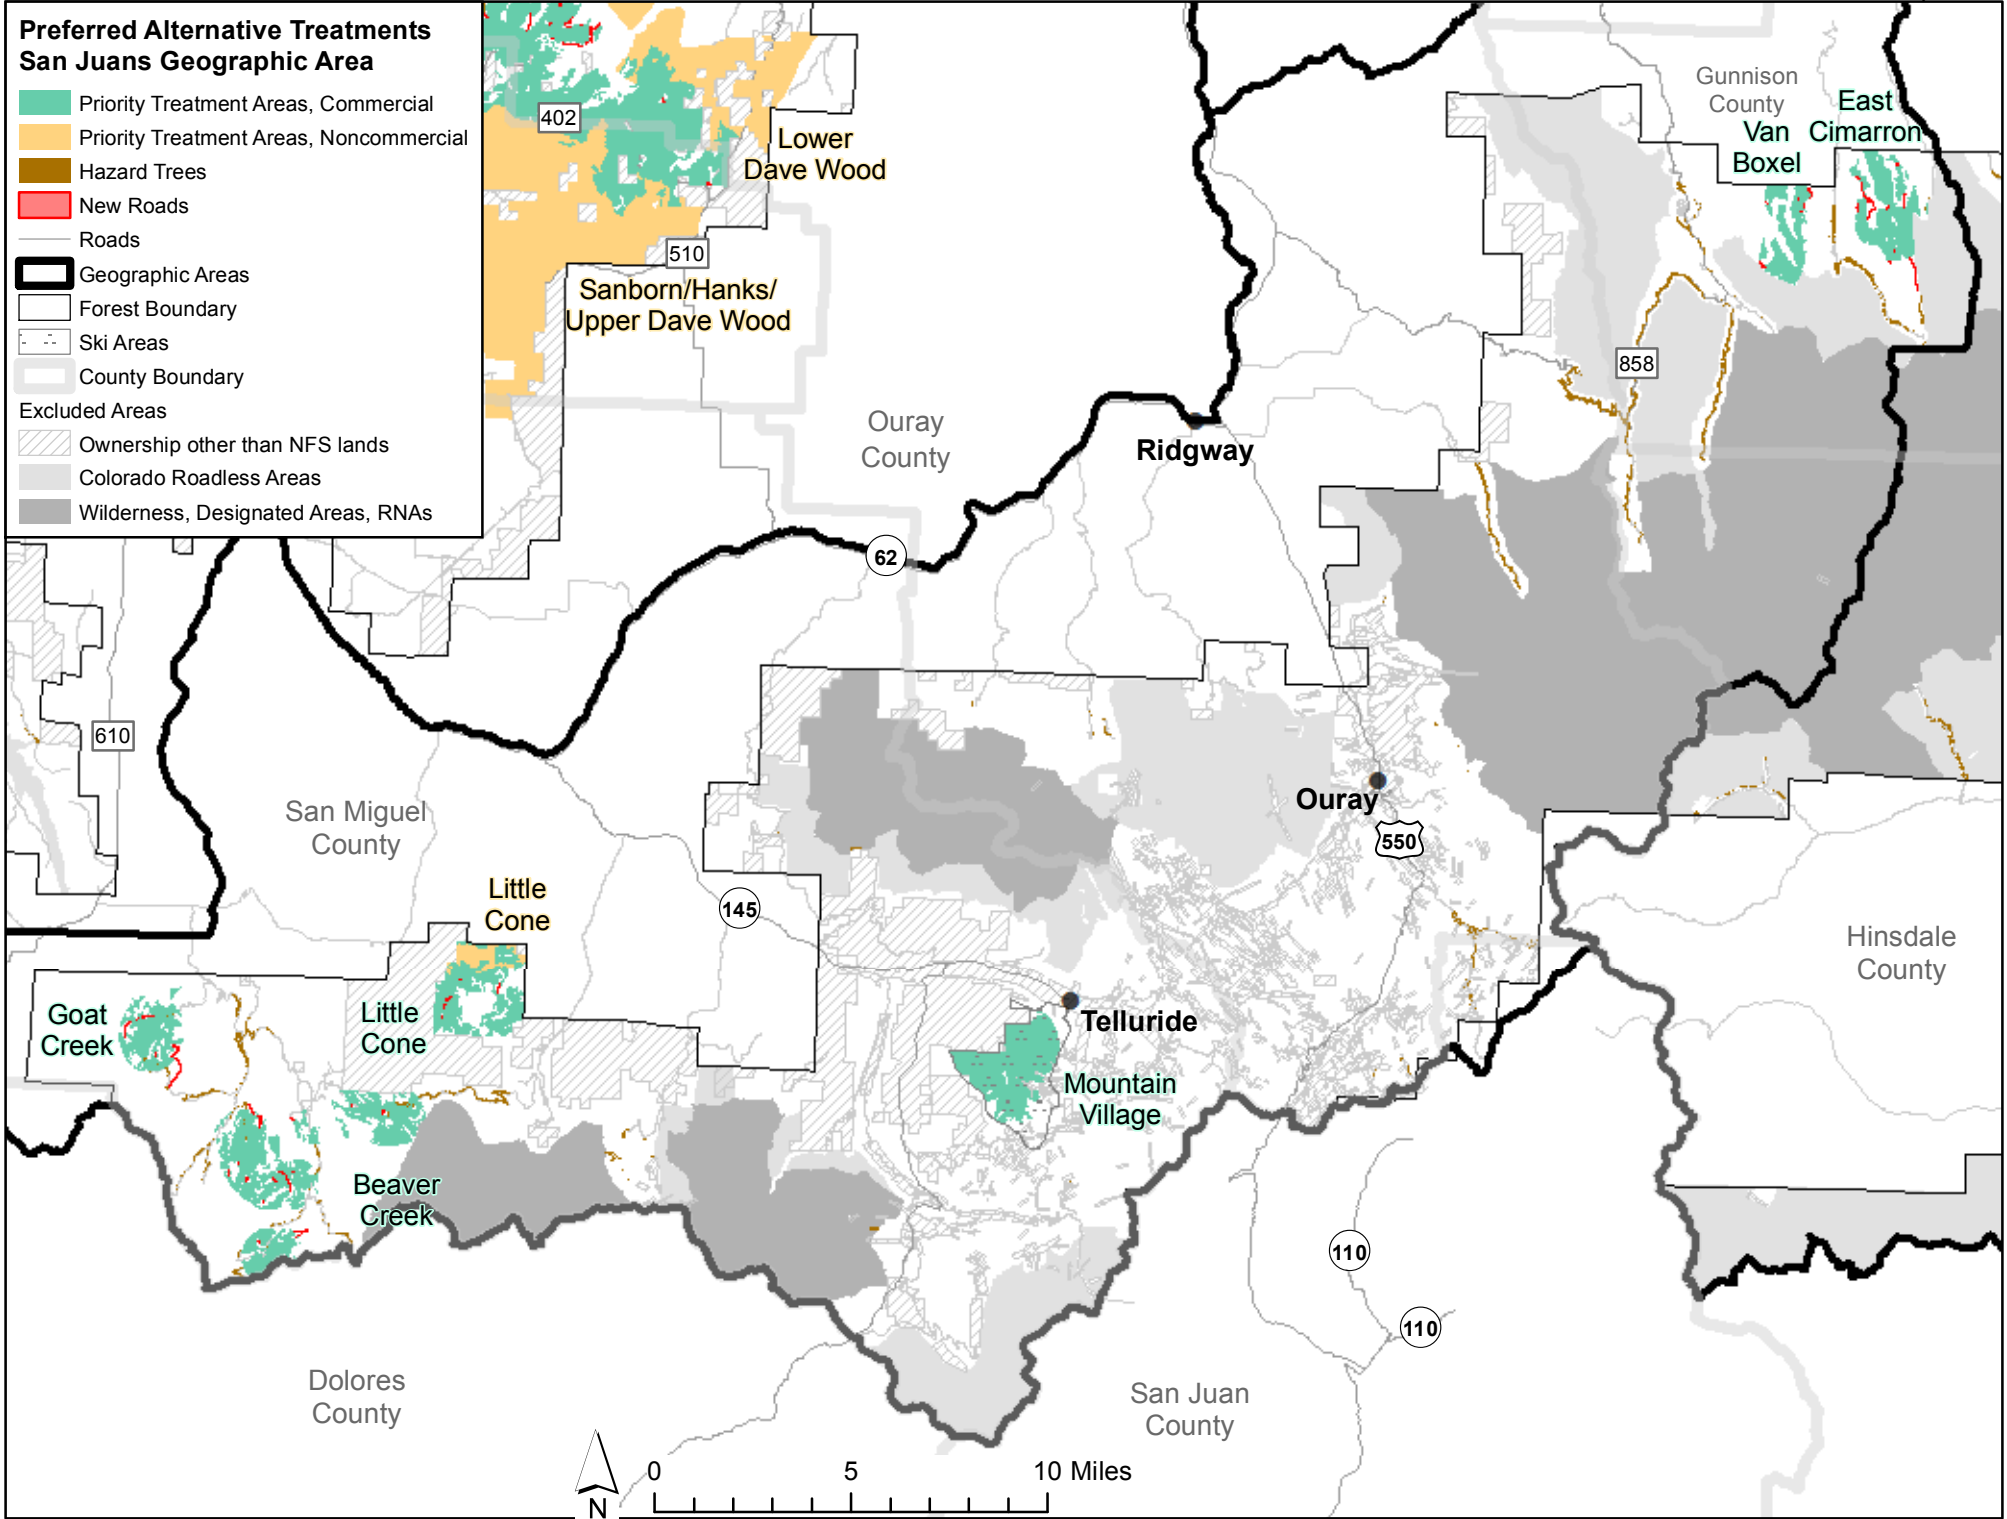 Preferred Alternative Treatments
San Juans Geographic Area
Priority Treatment Areas, Commercial
Priority Treatment Areas, Noncommercial
Hazard Trees
New Roads
Roads
Geographic Areas
Forest Boundary
Ski Areas
County Boundary
Excluded Areas
Ownership other than NFS lands
Colorado Roadless Areas
Wilderness, Designated Areas, RNAs
402
Lower
Dave Wood
510
Sanborn/Hanks/
Upper Dave Wood
Gunnison
County
East
Cimarron
Van
Boxel
858
Ouray
County
Ridgway
62
610
San Miguel
County
Ouray
550
Little
Cone
145
Hinsdale
County
Goat
Creek
Little
Cone
Telluride
Mountain
Village
Beaver
Creek
110
110
Dolores
County
San Juan
County
N
0 5 10 Miles